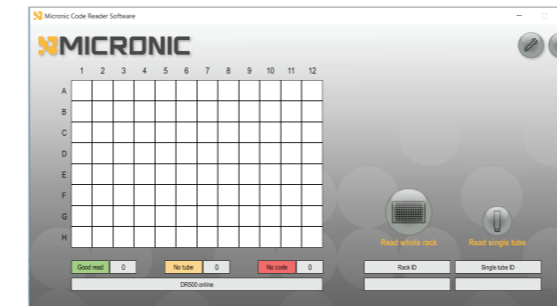 Micronic Code Reader Software
MICRONIC
1 2 3 4 5 6 7 8 9 10 11 12
A
B
C
D
E
F
G
H
Read whole rack Read single tube
Good read 0 No tube 0 No code 0 Rack ID Single tube ID
DR500 online